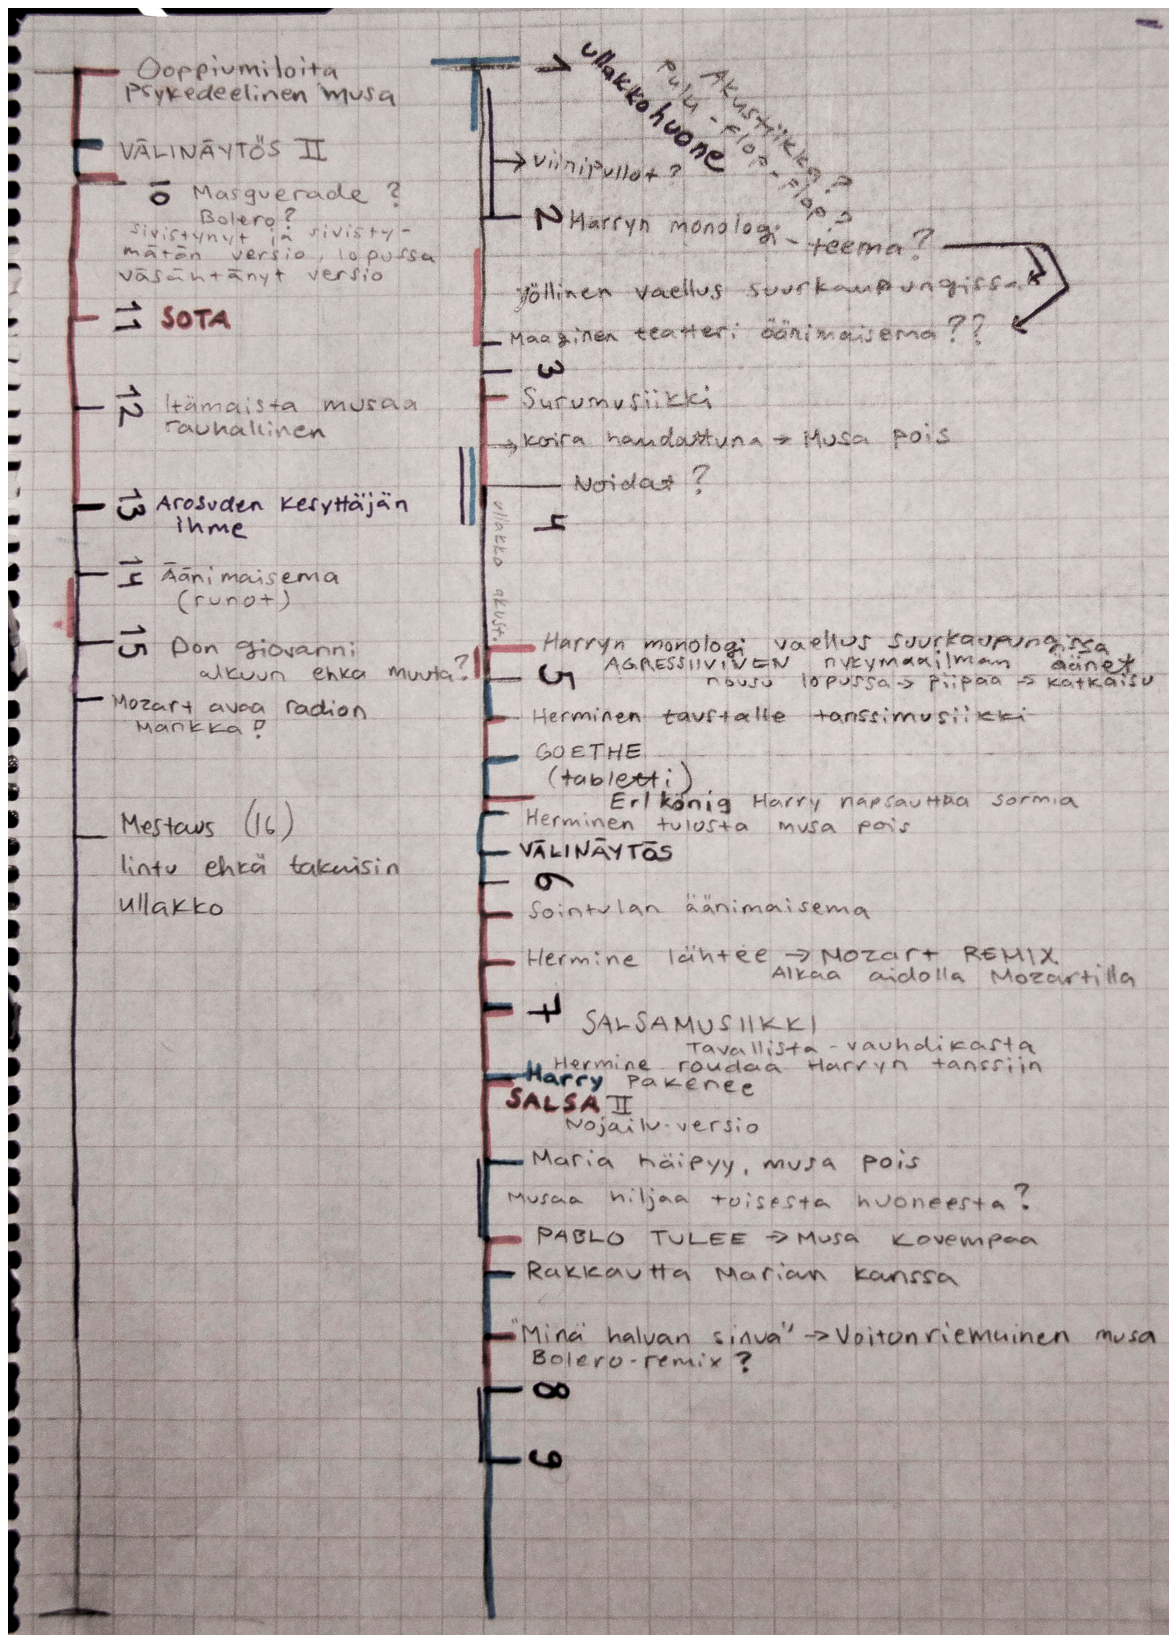 Ooppiumiloita
Psykedeelinen musa
VÄLINÄYTÖS II
10 Masquerade?
Bolero?
sivistynyt ja sivisty-
mätön versio, lopussa
väsähtänyt versio
11 SOTA
12 Itämaista musaa
rauhallinen
13 Arosuden kesyttäjän
ihme
14 Äänimaisema
(runot)
15 Don giovanni
alkuun ehkä muuta?
Mozart avaa radion
Marikka?
Mestaus (16)
lintu ehkä takaisin
ullakko
→ ullakkohuone
Akustiikka?
Pulu-flop-flop?
→ viinipullot?
2 Harryn monologi
- teema?
Yöllinen vaellus suurkaupungissa
Maaginen teatteri äänimaisema??
3
Surumusiikki
→ koira haudattuna → Musa pois
Noidat?
4
ullakko akust.
Harryn monologi vaellus suurkaupungissa
5 AGRESSIIVINEN nykymaailman äänet
nousu lopussa → piipaa → katkaisu
Herminen taustalle tanssimusiikki
GOETHE
(tabletti)
Erlkönig Harry napsauttaa sormia
Herminen tulosta musa pois
VÄLINÄYTÖS
6
Sointulan äänimaisema
Hermine lähtee → Mozart REMIX
Alkaa aidolla Mozartilla
7 SALSAMUSIIKKI
Tavallista - vauhdikasta
Hermine roudaa Harryn tanssiin
Harry pakenee
SALSA II
Nojailu-versio
Maria häipyy, musa pois
Musaa hiljaa toisesta huoneesta?
PABLO TULEE → Musa kovempaa
Rakkautta Marian kanssa
"Minä haluan sinua" → Voitonriemuinen musa
Bolero-remix?
8
9